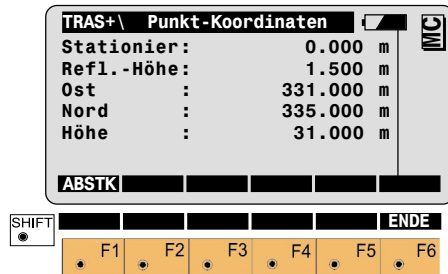 TRAS+\ Punkt-Koordinaten MC
Stationier: 0.000 m
Refl.-Höhe: 1.500 m
Ost : 331.000 m
Nord : 335.000 m
Höhe : 31.000 m
ABSTK
SHIFT ENDE
F1 F2 F3 F4 F5 F6